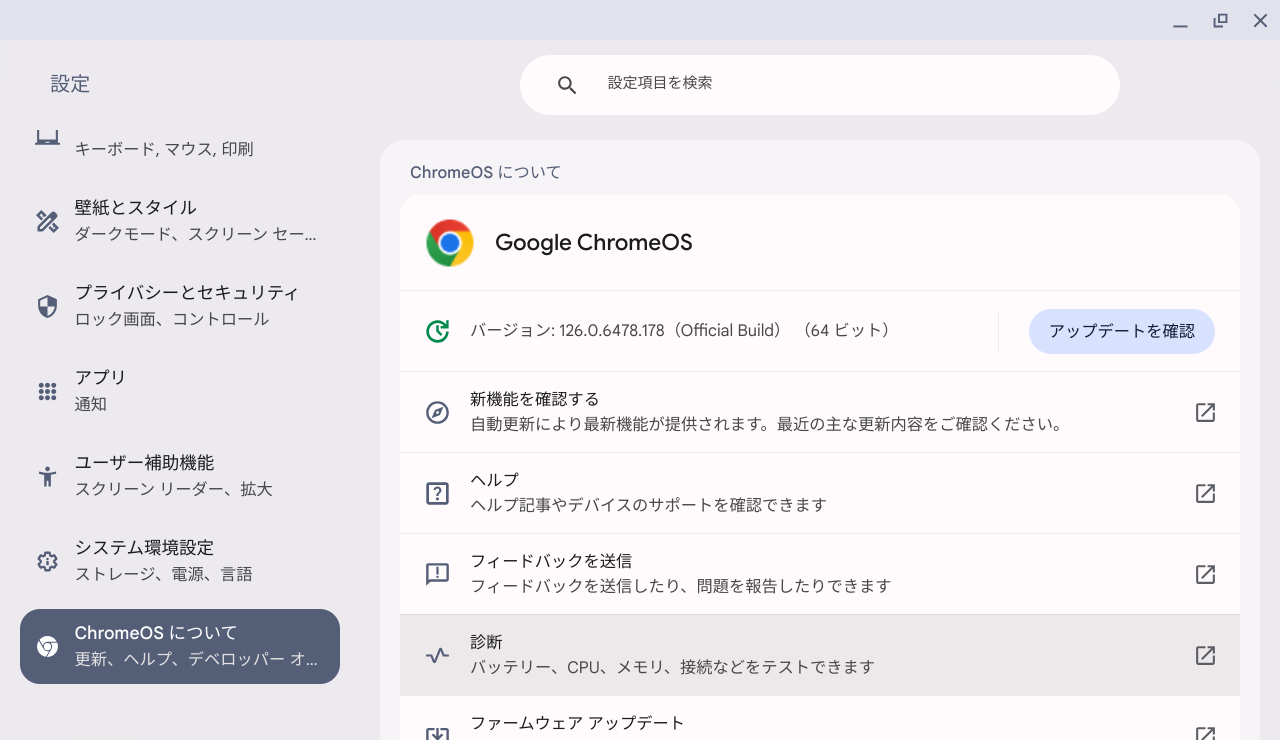 設定
設定項目を検索
キーボード, マウス, 印刷
壁紙とスタイル
ダークモード、スクリーン セー...
プライバシーとセキュリティ
ロック画面、コントロール
アプリ
通知
ユーザー補助機能
スクリーン リーダー、拡大
システム環境設定
ストレージ、電源、言語
ChromeOS について
更新、ヘルプ、デベロッパー オ...
ChromeOS について
Google ChromeOS
バージョン: 126.0.6478.178（Official Build） （64 ビット）
アップデートを確認
新機能を確認する
自動更新により最新機能が提供されます。最近の主な更新内容をご確認ください。
ヘルプ
ヘルプ記事やデバイスのサポートを確認できます
フィードバックを送信
フィードバックを送信したり、問題を報告したりできます
診断
バッテリー、CPU、メモリ、接続などをテストできます
ファームウェア アップデート